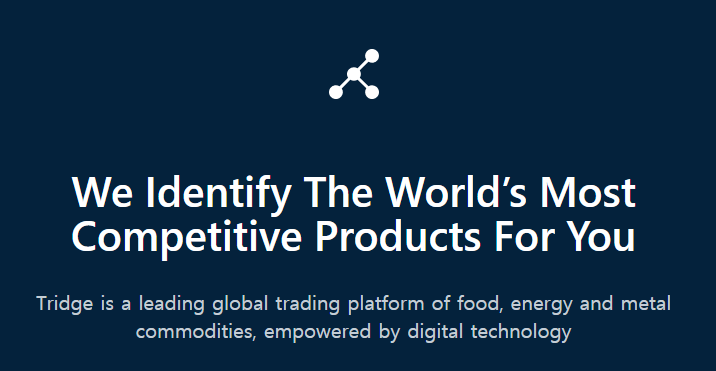 We Identify The World’s Most
Competitive Products For You
Tridge is a leading global trading platform of food, energy and metal
commodities, empowered by digital technology